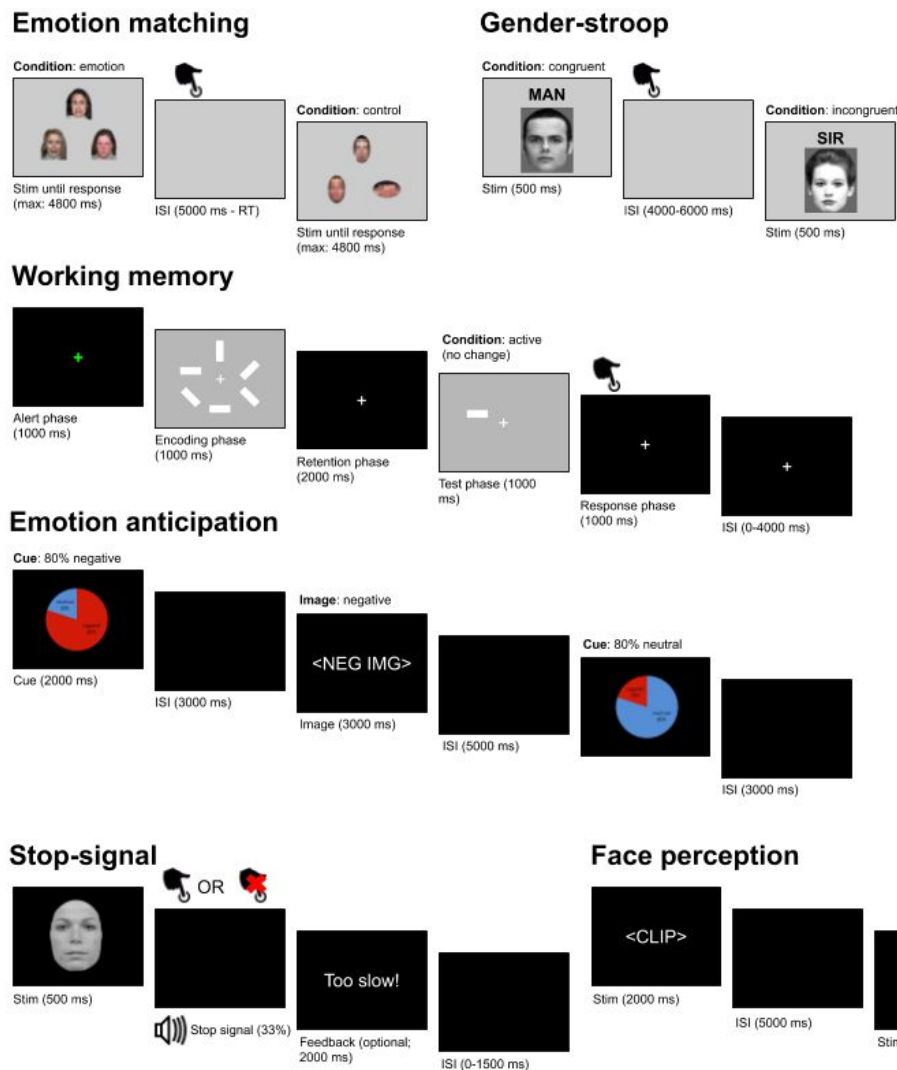 Emotion matching
Condition: emotion
Stim until response
(max: 4800 ms)
ISI (5000 ms - RT)
Condition: control
Stim until response
(max: 4800 ms)
Gender-stroop
Condition: congruent
MAN
Stim (500 ms)
ISI (4000-6000 ms)
Condition: incongruent
SIR
Stim (500 ms)
Working memory
Alert phase
(1000 ms)
Encoding phase
(1000 ms)
Retention phase
(2000 ms)
Condition: active
(no change)
Test phase (1000
ms)
Response phase
(1000 ms)
ISI (0-4000 ms)
Emotion anticipation
Cue: 80% negative
Cue (2000 ms)
ISI (3000 ms)
Image: negative
<NEG IMG>
Image (3000 ms)
ISI (5000 ms)
Cue: 80% neutral
ISI (3000 ms)
Stop-signal
OR
Stim (500 ms)
Stop signal (33%)
Too slow!
Feedback (optional;
2000 ms)
ISI (0-1500 ms)
Face perception
<CLIP>
Stim (2000 ms)
ISI (5000 ms)
Stim